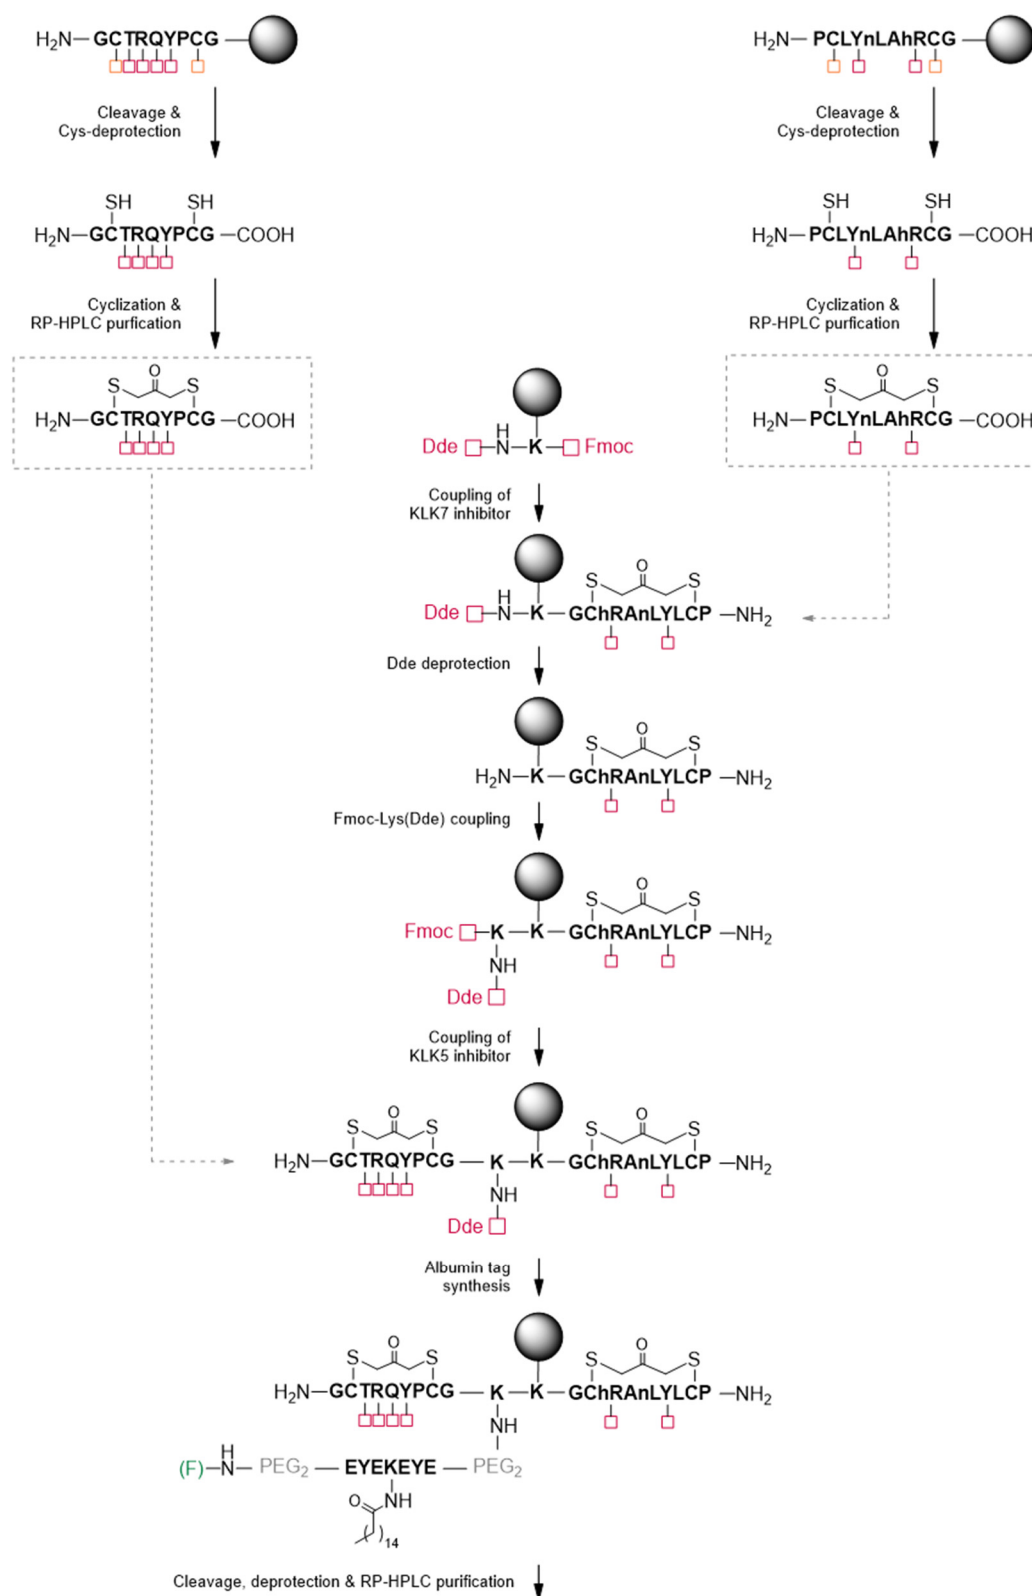 H₂N—GCTRQYPCG
H₂N—PCLYnLAhRCG
Cleavage &
Cys-deprotection
Cleavage &
Cys-deprotection
SH SH
H₂N—GCTRQYPCG—COOH
SH SH
H₂N—PCLYnLAhRCG—COOH
Cyclization &
RP-HPLC purfication
Cyclization &
RP-HPLC purfication
S O S
H₂N—GCTRQYPCG—COOH
S O S
H₂N—PCLYnLAhRCG—COOH
Dde H N K Fmoc
Coupling of
KLK7 inhibitor
S O S
Dde H N K GChRAnLYLCP —NH₂
Dde deprotection
S O S
H₂N—K—GChRAnLYLCP —NH₂
Fmoc-Lys(Dde) coupling
S O S
Fmoc K—K—GChRAnLYLCP —NH₂
NH
Dde
Coupling of
KLK5 inhibitor
S O S S O S
H₂N—GCTRQYPCG—K—K—GChRAnLYLCP —NH₂
NH
Dde
Albumin tag
synthesis
S O S S O S
H₂N—GCTRQYPCG—K—K—GChRAnLYLCP —NH₂
NH
(F)—N H—PEG₂—EYEKEYE—PEG₂
O NH
( )₁₄
Cleavage, deprotection & RP-HPLC purification